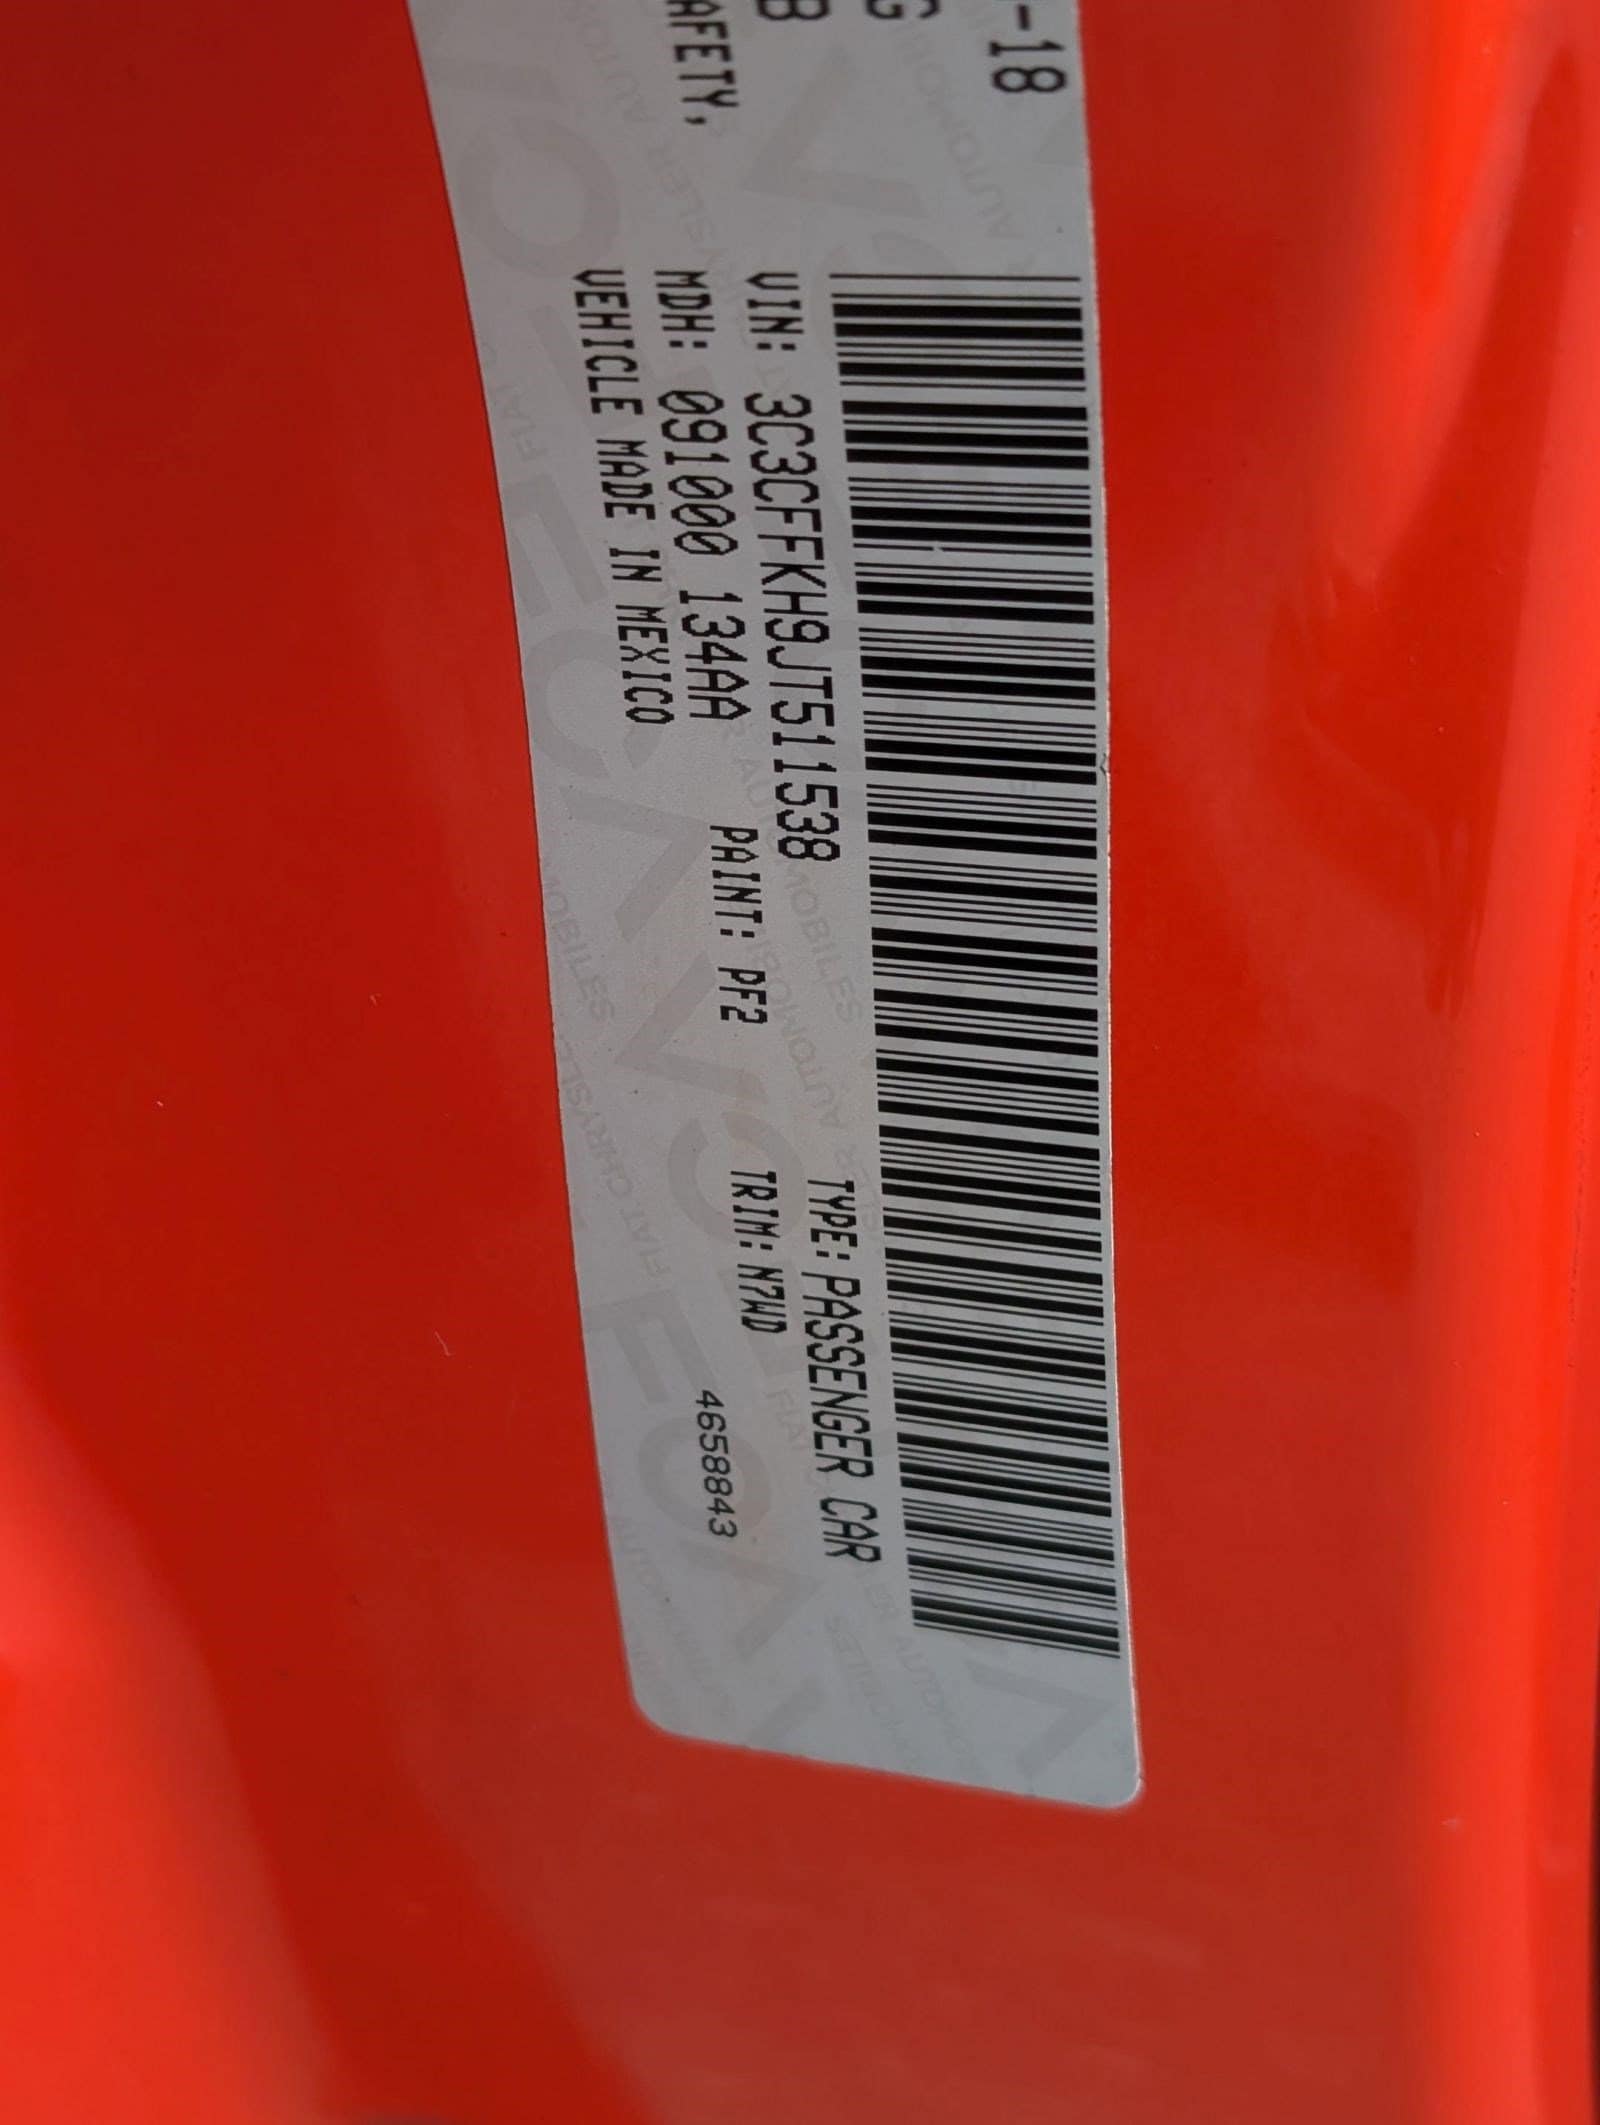 -18
G
B
AFETY,
VIN: 3C3CFFKH9JT511538 TYPE: PASSENGER CAR
MDH: 091000 134AA PAINT: PF2 TRIM: N7WD
VEHICLE MADE IN MEXICO 4658843